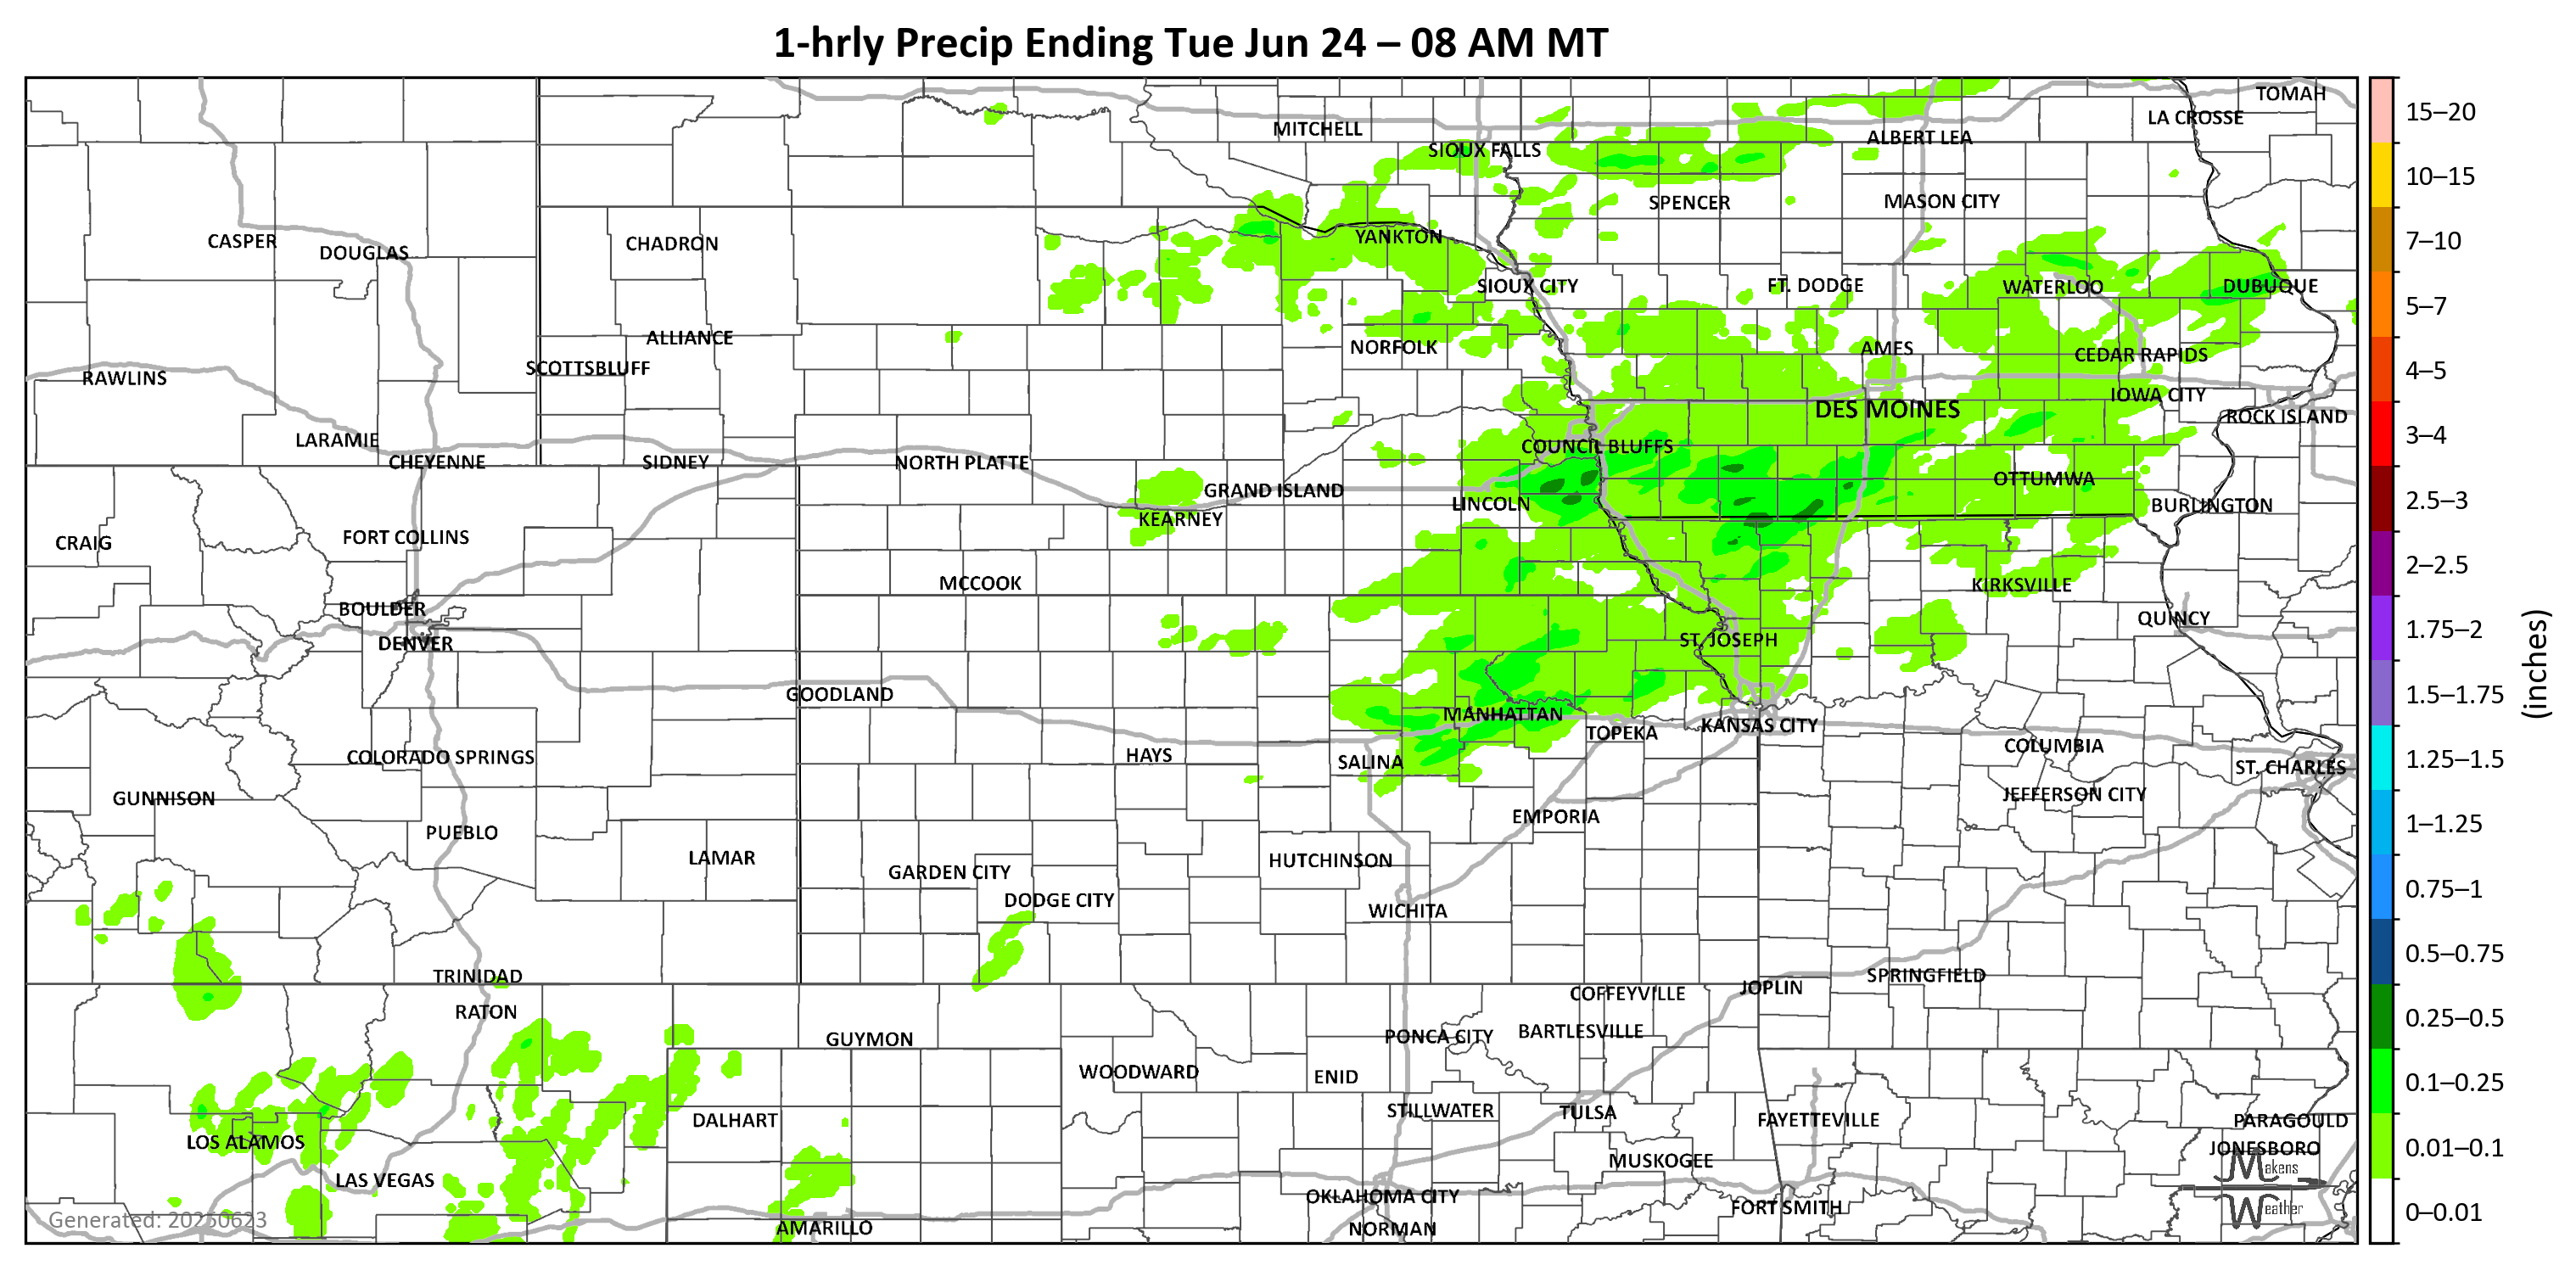 1-hrly Precip Ending Tue Jun 24 – 08 AM MT
TOMAH
LA CROSSE
MITCHELL
ALBERT LEA
SIOUX FALLS
SPENCER
MASON CITY
YANKTON
CASPER
CHADRON
DOUGLAS
SIOUX CITY
FT. DODGE
WATERLOO
DUBUQUE
ALLIANCE
NORFOLK
AMES
CEDAR RAPIDS
SCOTTSBLUFF
RAWLINS
IOWA CITY
DES MOINES
ROCK ISLAND
LARAMIE
COUNCIL BLUFFS
CHEYENNE
SIDNEY
NORTH PLATTE
OTTUMWA
GRAND ISLAND
LINCOLN
BURLINGTON
KEARNEY
FORT COLLINS
CRAIG
MCCOOK
KIRKSVILLE
BOULDER
QUINCY
DENVER
ST. JOSEPH
GOODLAND
MANHATTAN
KANSAS CITY
TOPEKA
COLUMBIA
HAYS
COLORADO SPRINGS
SALINA
ST. CHARLES
GUNNISON
JEFFERSON CITY
EMPORIA
PUEBLO
LAMAR
HUTCHINSON
GARDEN CITY
DODGE CITY
WICHITA
TRINIDAD
SPRINGFIELD
JOPLIN
COFFEYVILLE
RATON
BARTLESVILLE
PONCA CITY
GUYMON
WOODWARD
ENID
STILLWATER
TULSA
DALHART
FAYETTEVILLE
PARAGOULD
LOS ALAMOS
JONESBORO
MUSKOGEE
LAS VEGAS
OKLAHOMA CITY
FORT SMITH
AMARILLO
NORMAN
Generated: 20250623
Makens
Weather
15–20
10–15
7–10
5–7
4–5
3–4
2.5–3
2–2.5
1.75–2
1.5–1.75
1.25–1.5
1–1.25
0.75–1
0.5–0.75
0.25–0.5
0.1–0.25
0.01–0.1
0–0.01
(inches)